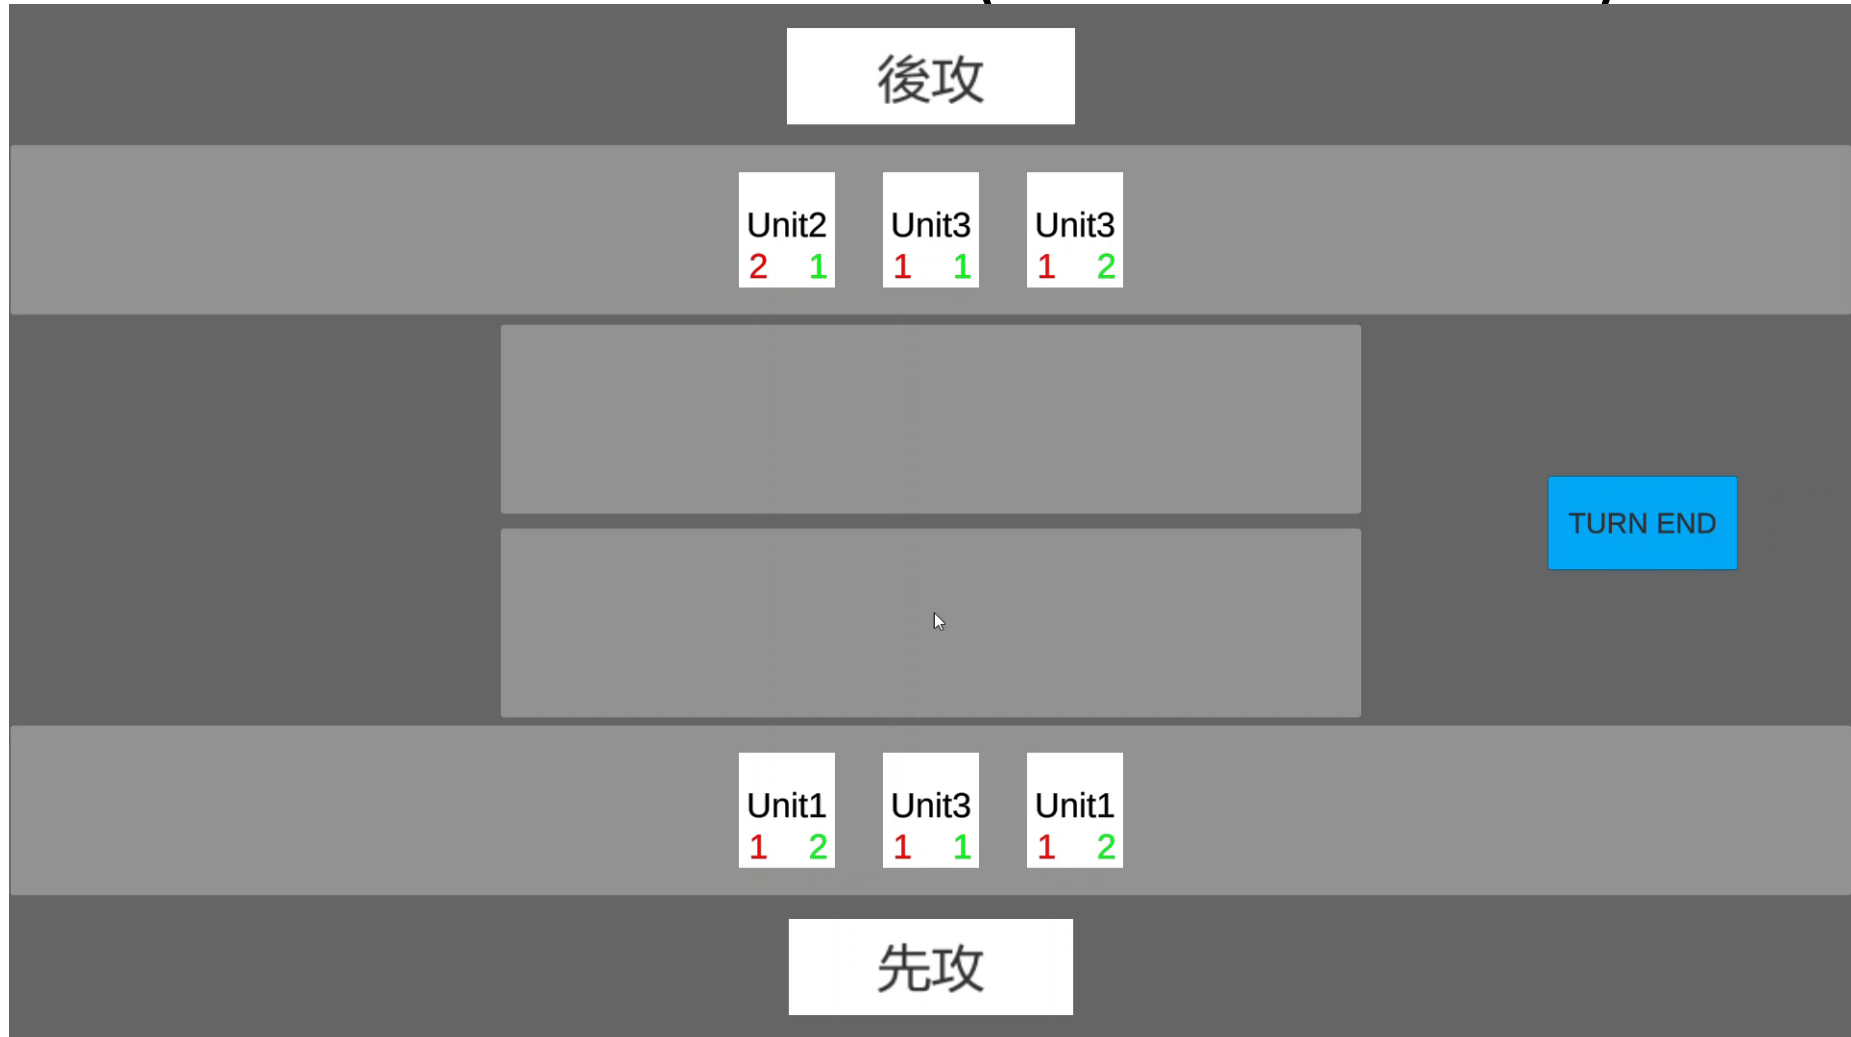 後攻
Unit2 Unit3 Unit3
2 1 1 1 1 2
TURN END
Unit1 Unit3 Unit1
1 2 1 1 1 2
先攻